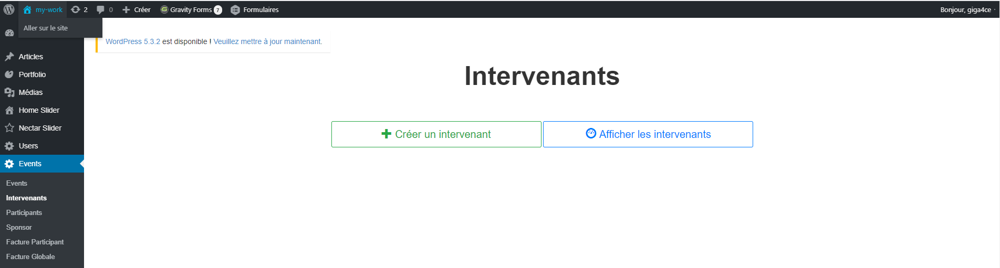 my-work 2 0 Créer Gravity Forms 7 Formulaires Bonjour, giga4ce
Aller sur le site
WordPress 5.3.2 est disponible ! Veuillez mettre à jour maintenant.
Articles
Portfolio
Médias
Home Slider
Nectar Slider
Users
Events
Events
Intervenants
Participants
Sponsor
Facture Participant
Facture Globale
Intervenants
Créer un intervenant
Afficher les intervenants